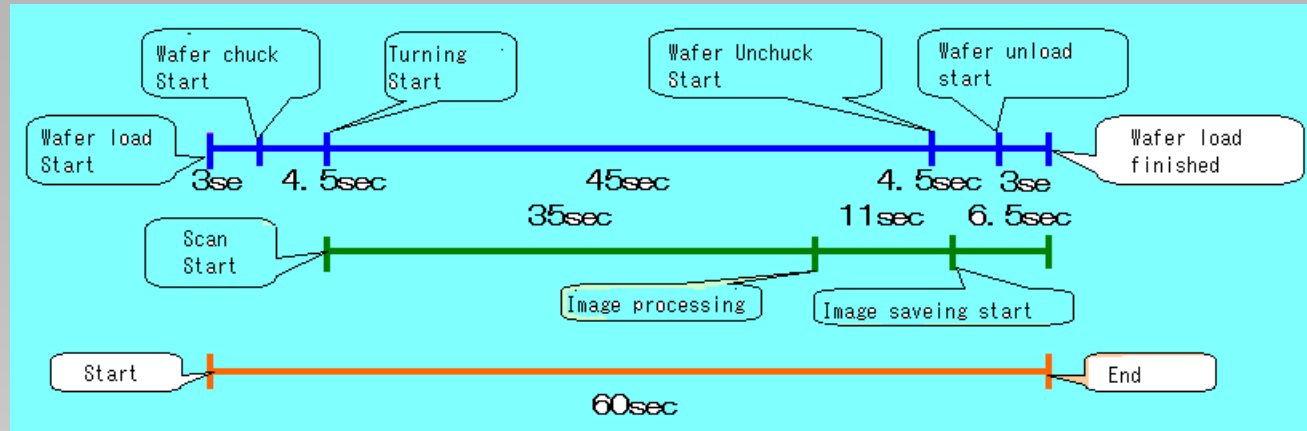 Wafer chuck
Start
Turning
Start
Wafer Unchuck
Start
Wafer unload
start
Wafer load
Start
Wafer load
finished
3se 4. 5sec 45sec 4. 5sec 3se
35sec 11sec 6. 5sec
Scan
Start
Image processing
Image saveing start
Start
End
60sec